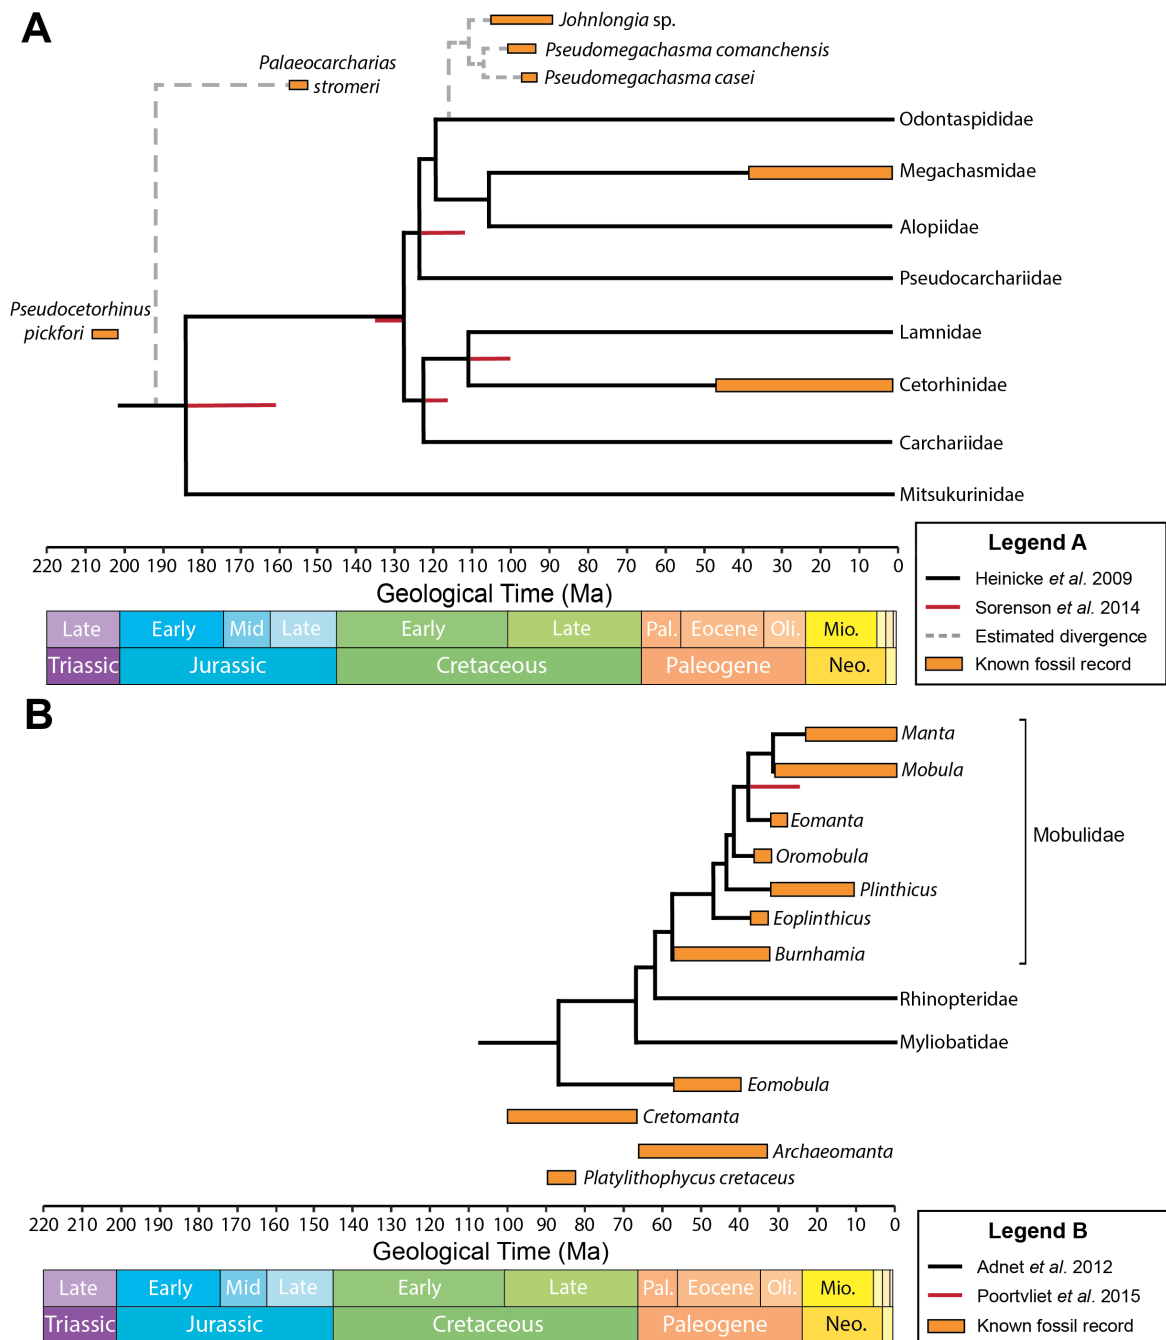 A
Johnlongia sp.
Pseudomegachasma comanchensis
Pseudomegachasma casei
Palaeocarcharias
stromeri
Odontaspididae
Megachasmidae
Alopiidae
Pseudocarchariidae
Pseudocetorhinus
pickfori
Lamnidae
Cetorhinidae
Carchariidae
Mitsukurinidae
220 210 200 190 180 170 160 150 140 130 120 110 100 90 80 70 60 50 40 30 20 10 0
Geological Time (Ma)
Late Early Mid Late Early Late Pal. Eocene Oli. Mio.
Triassic Jurassic Cretaceous Paleogene Neo.
Legend A
Heinicke et al. 2009
Sorenson et al. 2014
Estimated divergence
Known fossil record
B
Manta
Mobula
Eomanta
Oromobula
Plinthicus
Eoplinthicus
Burnhamia
Mobulidae
Rhinopteridae
Myliobatidae
Eomobula
Cretomanta
Archaeomanta
Platylithophycus cretaceus
220 210 200 190 180 170 160 150 140 130 120 110 100 90 80 70 60 50 40 30 20 10 0
Geological Time (Ma)
Late Early Mid Late Early Late Pal. Eocene Oli. Mio.
Triassic Jurassic Cretaceous Paleogene Neo.
Legend B
Adnet et al. 2012
Poortvliet et al. 2015
Known fossil record